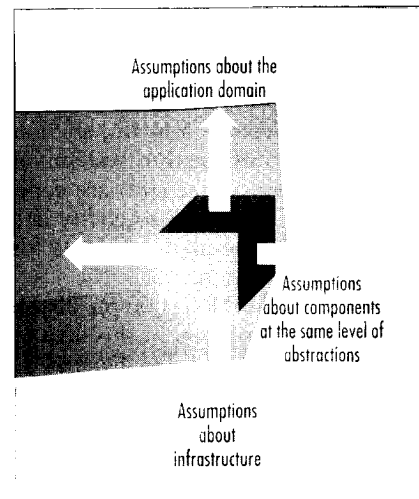 Assumptions about the
application domain
Assumptions
about components
at the same level of
abstractions
Assumptions
about
infrastructure